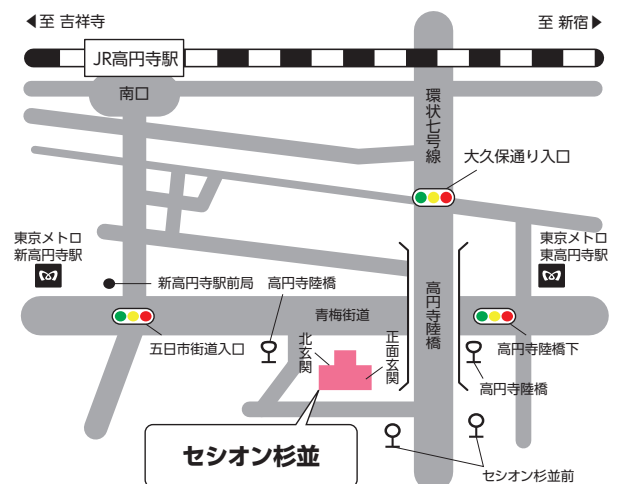 ◀至 吉祥寺
至 新宿▶
JR高円寺駅
南口
環状七号線
大久保通り入口
東京メトロ
新高円寺駅
東京メトロ
東高円寺駅
新高円寺駅前局
高円寺陸橋
青梅街道
高円寺陸橋
五日市街道入口
北玄関
正面玄関
高円寺陸橋下
高円寺陸橋
セシオン杉並
セシオン杉並前